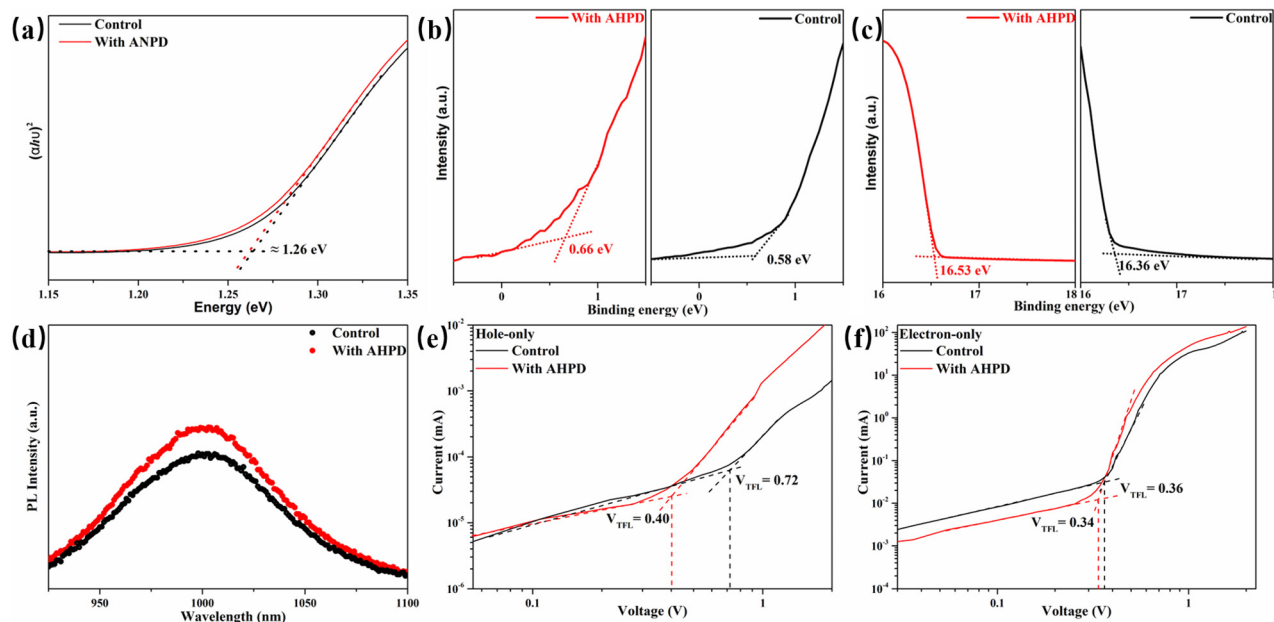 (a)
Control
With ANPD
(αhυ)²
≈ 1.26 eV
1.15 1.20 1.25 1.30 1.35
Energy (eV)
(b)
With AHPD
Control
Intensity (a.u.)
0.66 eV
0.58 eV
0 1 0 1
Binding energy (eV)
(c)
With AHPD
Control
Intensity (a.u.)
16.53 eV
16.36 eV
16 17 18 16 17 1
Binding energy (eV)
(d)
Control
With AHPD
PL Intensity (a.u.)
950 1000 1050 1100
Wavelength (nm)
(e)
Hole-only
Control
With AHPD
Current (mA)
10⁻² 
10⁻³
10⁻⁴
10⁻⁵
10⁻⁶
V_TFL = 0.72
V_TFL = 0.40
0.1 1
Voltage (V)
(f)
Electron-only
Control
With AHPD
Current (mA)
10²
10¹
10⁰
10⁻¹
10⁻²
10⁻³
10⁻⁴
V_TFL = 0.36
V_TFL = 0.34
0.1 1
Voltage (V)